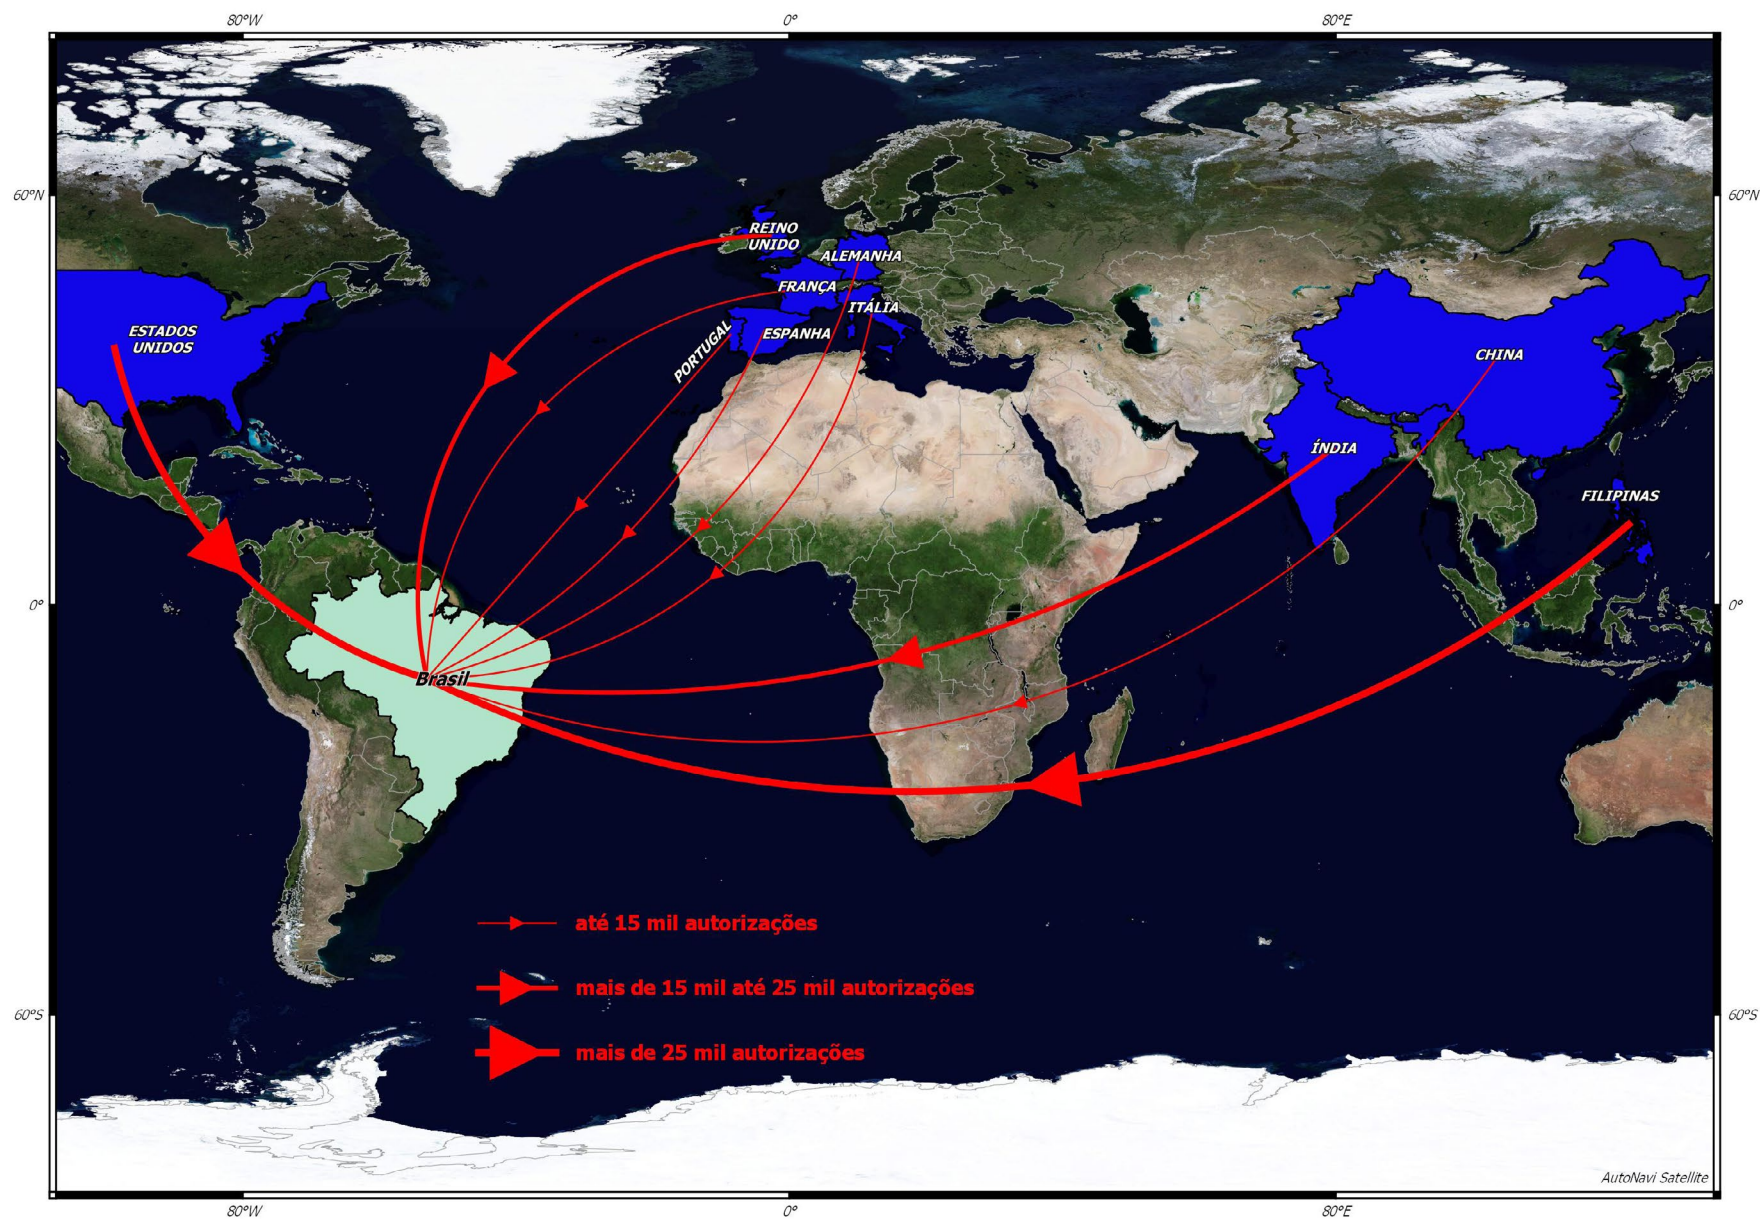 80°W 0° 80°E
60°N 60°N
REINO
UNIDO
ALEMANHA
FRANÇA
ITÁLIA
ESTADOS
UNIDOS
PORTUGAL
ESPANHA
CHINA
ÍNDIA
FILIPINAS
0° 0°
Brasil
até 15 mil autorizações
mais de 15 mil até 25 mil autorizações
60°S 60°S
mais de 25 mil autorizações
AutoNavi Satellite
80°W 0° 80°E